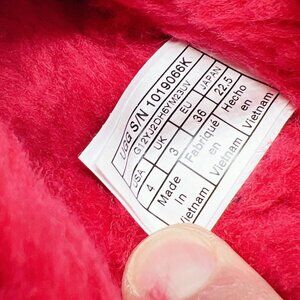 UGG S/N 1019066K
G12YJ2DH6YM23UV
USA UK EU JAPAN
4 3 36 22.5
Made in Vietnam
Fabriqué en Vietnam
Hecho en Vietnam